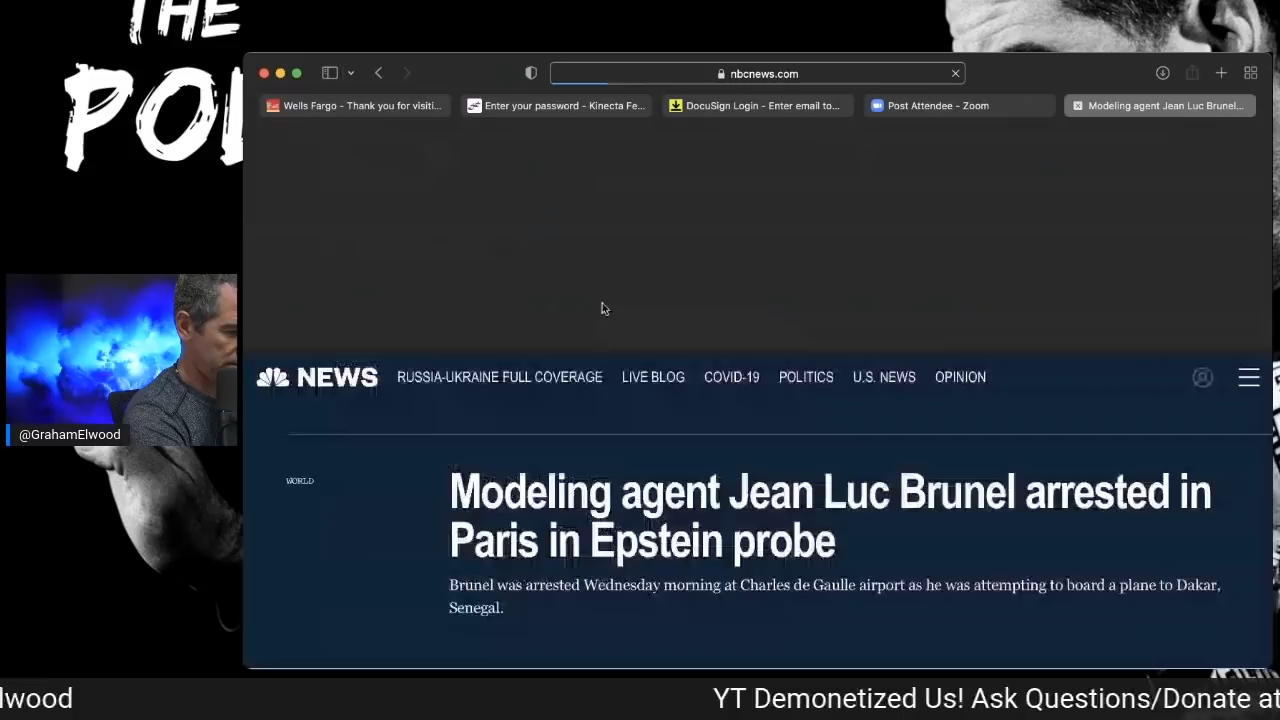 THE
nbcnews.com
Wells Fargo - Thank you for visiti...
Enter your password - Kinecta Fe...
DocuSign Login - Enter email to...
Post Attendee - Zoom
Modeling agent Jean Luc Brunel...
NEWS
RUSSIA-UKRAINE FULL COVERAGE
LIVE BLOG
COVID-19
POLITICS
U.S. NEWS
OPINION
WORLD
Modeling agent Jean Luc Brunel arrested in
Paris in Epstein probe
Brunel was arrested Wednesday morning at Charles de Gaulle airport as he was attempting to board a plane to Dakar,
Senegal.
@GrahamElwood
lwood
YT Demonetized Us! Ask Questions/Donate at